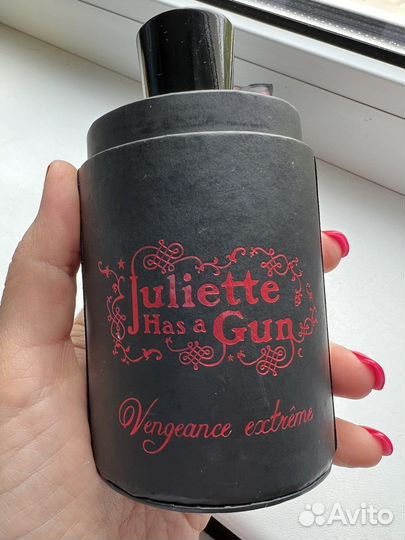 Juliette
Has a Gun
Vengeance extrême
Avito